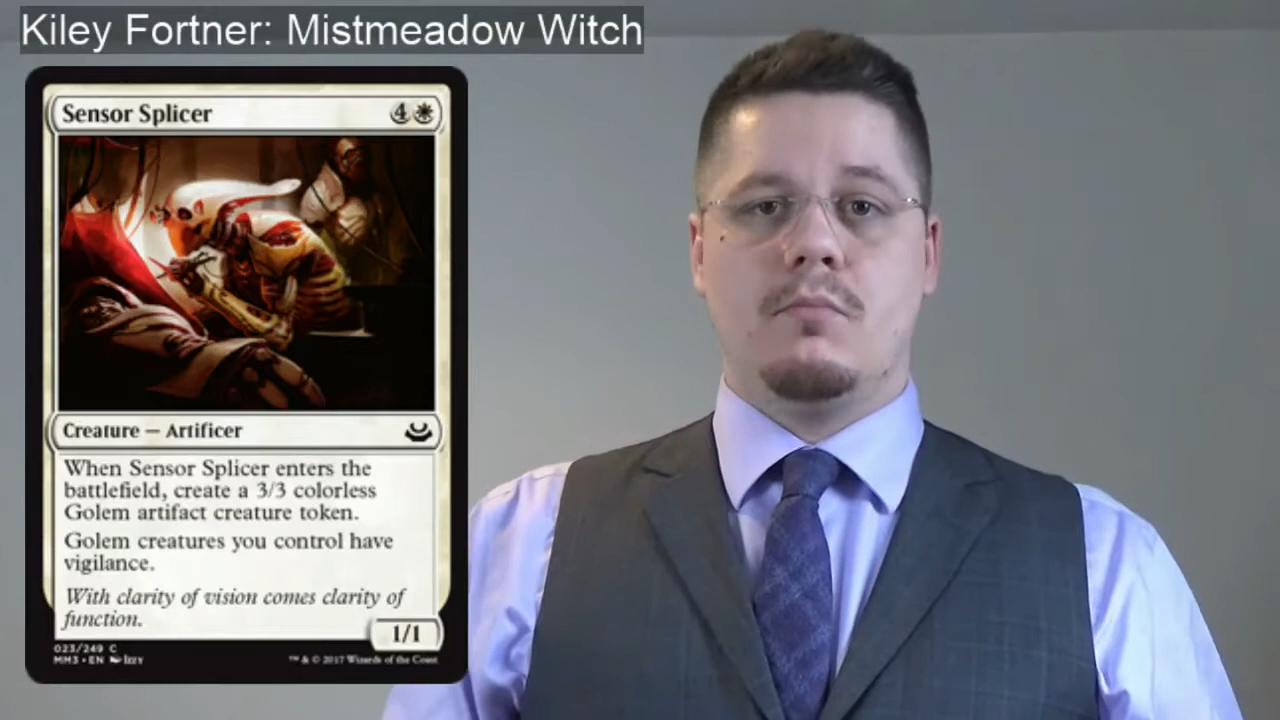 Kiley Fortner: Mistmeadow Witch
Sensor Splicer
4
Creature — Artificer
When Sensor Splicer enters the
battlefield, create a 3/3 colorless
Golem artifact creature token.
Golem creatures you control have
vigilance.
With clarity of vision comes clarity of
function.
1/1
023/249 C
MM3 • EN Izzy
™ & © 2017 Wizards of the Coast